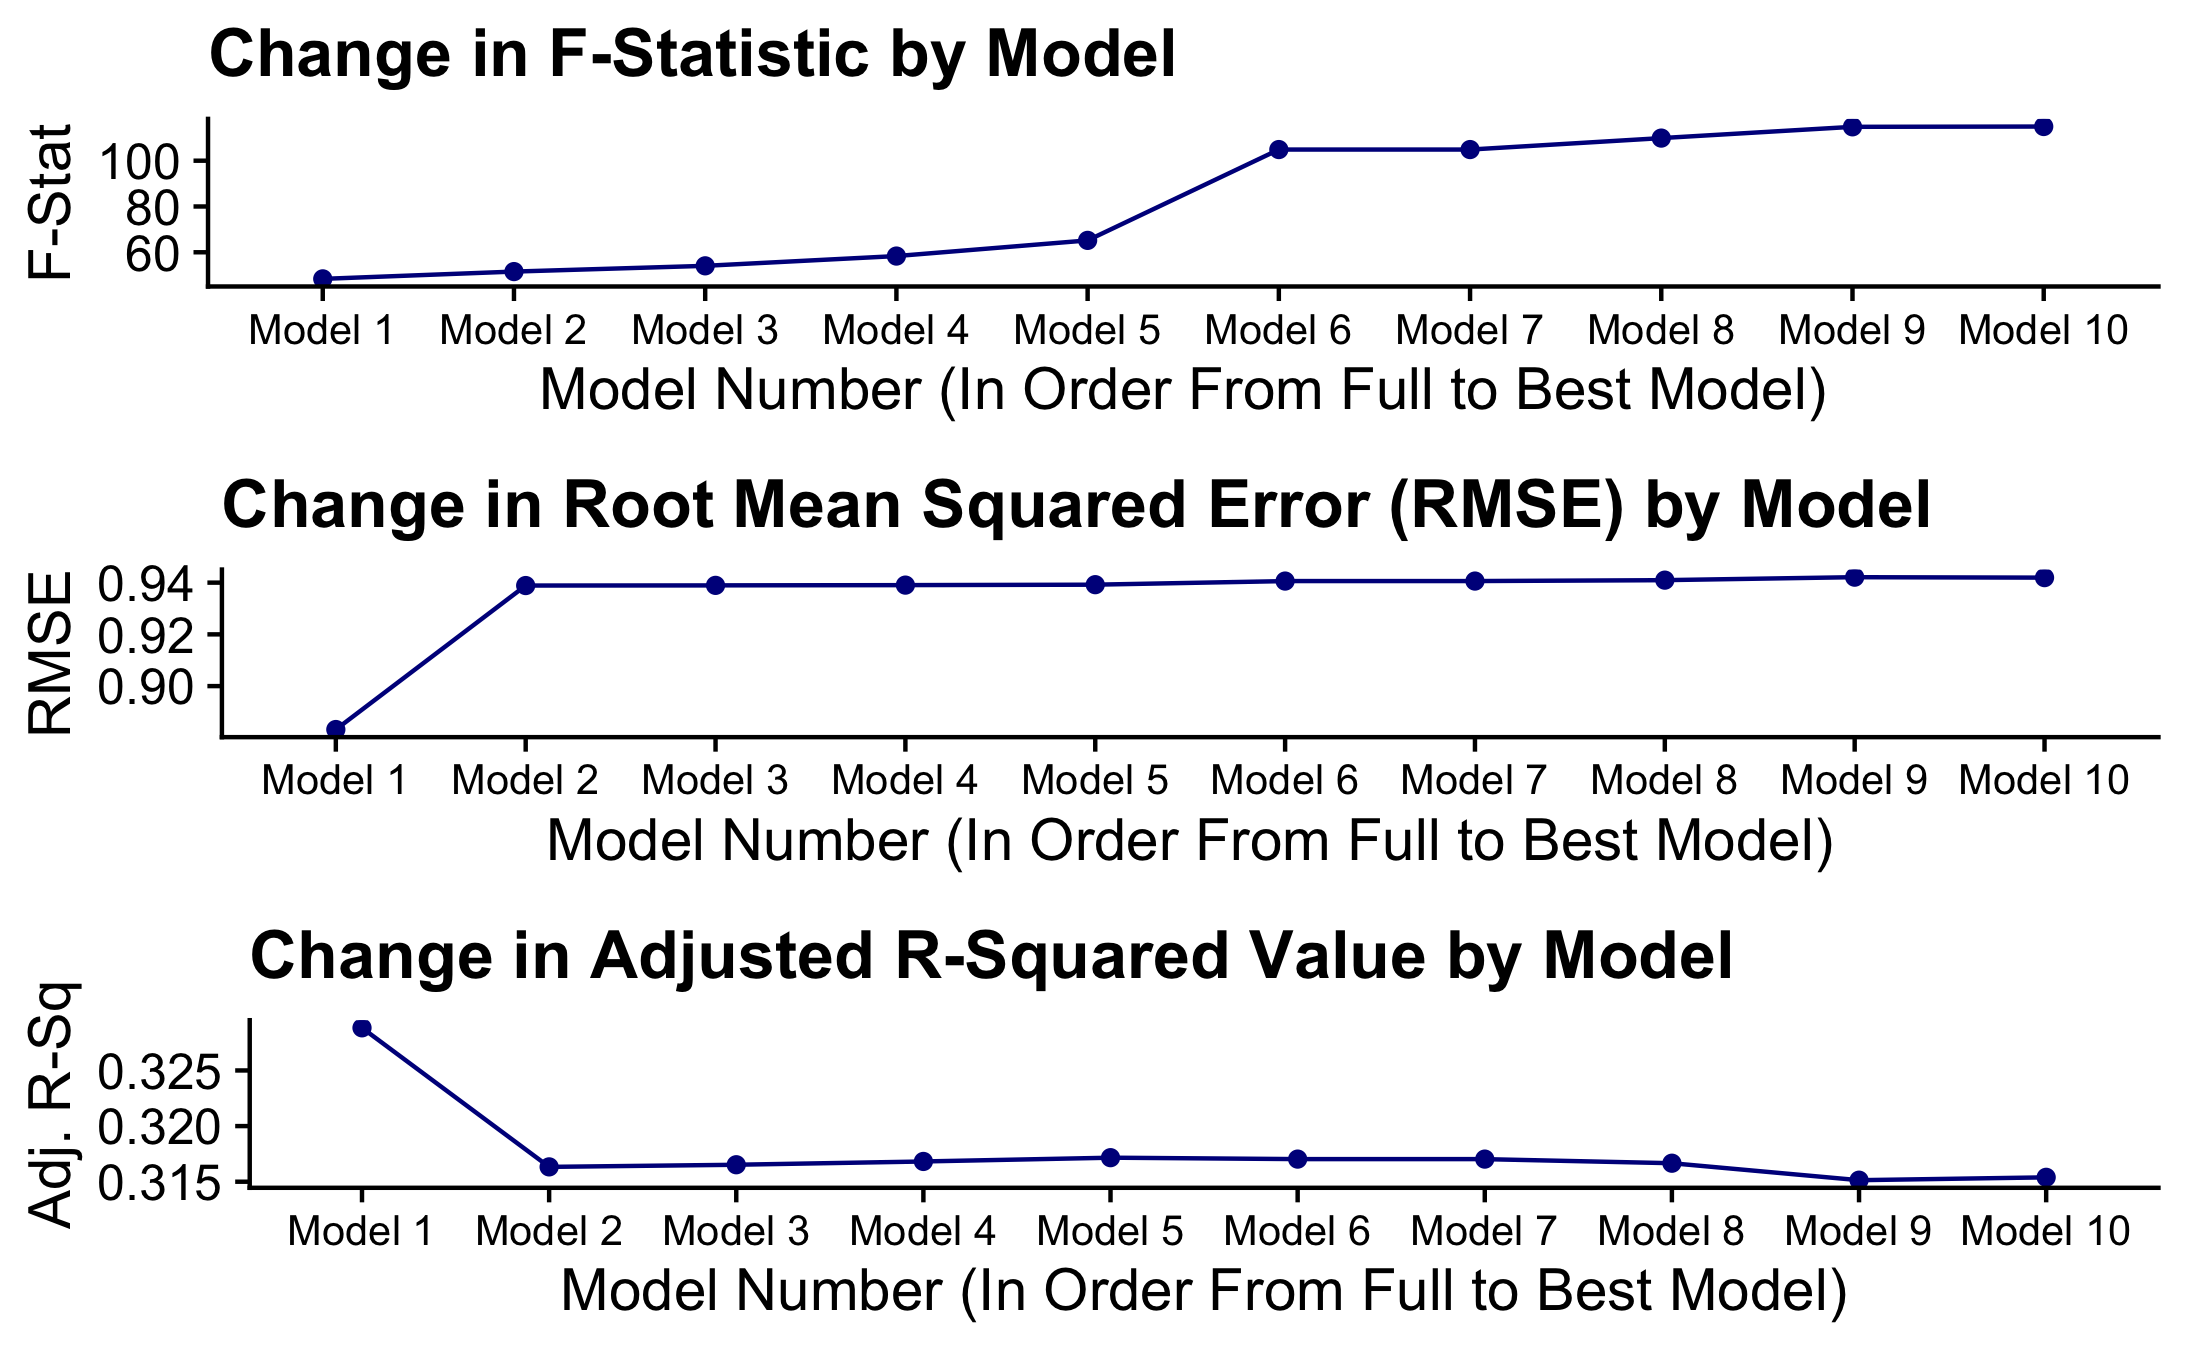 Change in F-Statistic by Model
F-Stat
100
80
60
Model 1 Model 2 Model 3 Model 4 Model 5 Model 6 Model 7 Model 8 Model 9 Model 10
Model Number (In Order From Full to Best Model)
Change in Root Mean Squared Error (RMSE) by Model
RMSE
0.94
0.92
0.90
Model 1 Model 2 Model 3 Model 4 Model 5 Model 6 Model 7 Model 8 Model 9 Model 10
Model Number (In Order From Full to Best Model)
Change in Adjusted R-Squared Value by Model
Adj. R-Sq
0.325
0.320
0.315
Model 1 Model 2 Model 3 Model 4 Model 5 Model 6 Model 7 Model 8 Model 9 Model 10
Model Number (In Order From Full to Best Model)